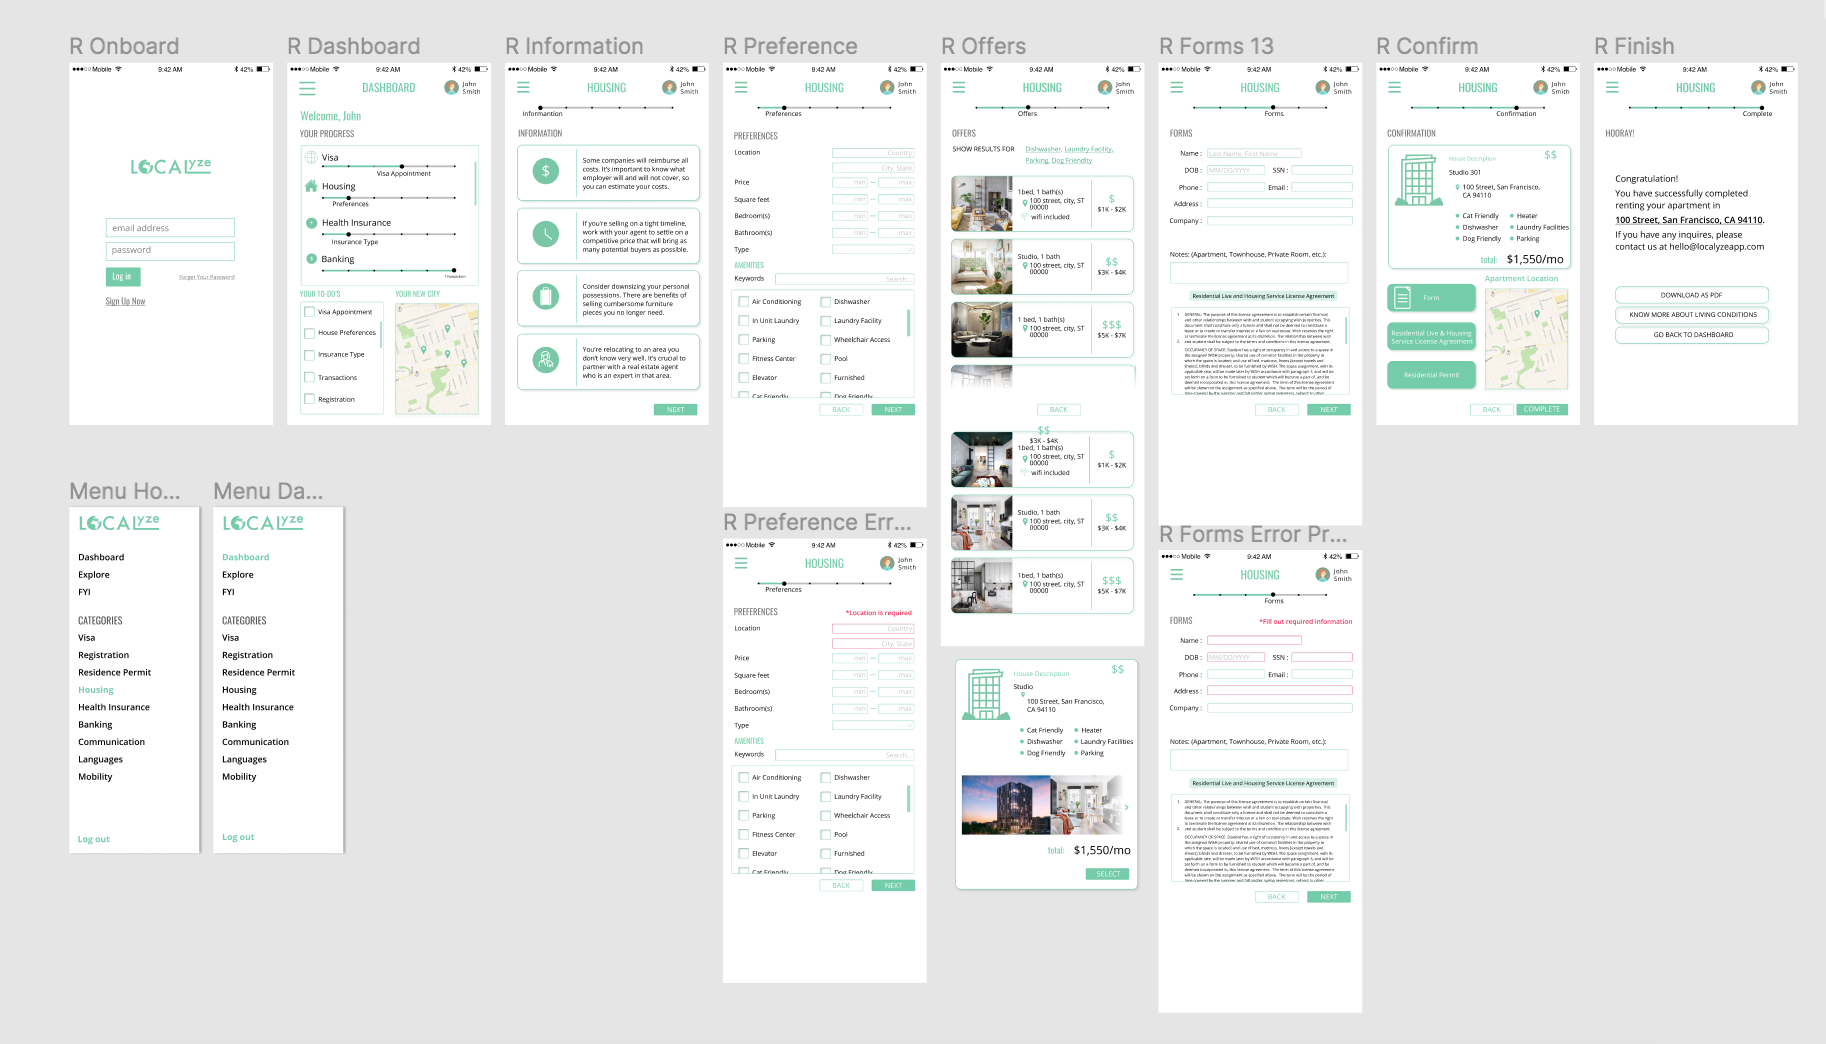 R Onboard
●●●○○ Mobile 9:42 AM 42%
LOCALyze
email address
password
Log in
Forget Your Password
Sign Up Now
R Dashboard
●●●○○ Mobile 9:42 AM 42%
DASHBOARD
John
Smith
Welcome, John
YOUR PROGRESS
Visa
Visa Appointment
Housing
Preferences
Health Insurance
Insurance Type
Banking
Transaction
YOUR TO-DO'S
Visa Appointment
House Preferences
Insurance Type
Transactions
Registration
YOUR NEW CITY
R Information
●●●○○ Mobile 9:42 AM 42%
HOUSING
John
Smith
Informantion
INFORMATION
$
Some companies will reimburse all
costs. It's important to know what
employer will and will not cover, so
you can estimate your costs.
If you're selling on a tight timeline,
work with your agent to settle on a
competitive price that will bring as
many potential buyers as possible.
Consider downsizing your personal
possessions. There are benefits of
selling cumbersome furniture
pieces you no longer need.
You're relocating to an area you
don't know very well. It's crucial to
partner with a real estate agent
who is an expert in that area.
NEXT
R Preference
●●●○○ Mobile 9:42 AM 42%
HOUSING
John
Smith
Preferences
PREFERENCES
Location
Country
City, State
Price min — max
Square feet min — max
Bedroom(s) min — max
Bathroom(s) min — max
Type
AMENITIES
Keywords Search...
Air Conditioning Dishwasher
In Unit Laundry Laundry Facility
Parking Wheelchair Access
Fitness Center Pool
Elevator Furnished
Cat Friendly Dog Friendly
BACK NEXT
R Offers
●●●○○ Mobile 9:42 AM 42%
HOUSING
John
Smith
Offers
OFFERS
SHOW RESULTS FOR Dishwasher, Laundry Facility,
Parking, Dog Friendlty
1bed, 1 bath(s)
100 street, city, ST
00000
wifi included
$
$1K - $2K
Studio, 1 bath
100 street, city, ST
00000
$$
$3K - $4K
1 bed, 1 bath(s)
100 street, city, ST
00000
$$$
$5K - $7K
BACK
$$
$3K - $4K
1bed, 1 bath(s)
100 street, city, ST
00000
wifi included
$
$1K - $2K
Studio, 1 bath
100 street, city, ST
00000
$$
$3K - $4K
1bed, 1 bath(s)
100 street, city, ST
00000
$$$
$5K - $7K
House Description
$$
Studio
100 Street, San Francisco,
CA 94110
Cat Friendly Heater
Dishwasher Laundry Facilities
Dog Friendly Parking
total: $1,550/mo
SELECT
R Forms 13
●●●○○ Mobile 9:42 AM 42%
HOUSING
John
Smith
Forms
FORMS
Name : Last Name, First Name
DOB : MM/DD/YYYY SSN :
Phone : Email :
Address :
Company :
Notes: (Apartment, Townhouse, Private Room, etc.):
Residential Live and Housing Service License Agreement
BACK NEXT
R Confirm
●●●○○ Mobile 9:42 AM 42%
HOUSING
John
Smith
Confirmation
CONFIRMATION
House Description
$$
Studio 301
100 Street, San Francisco,
CA 94110
Cat Friendly Heater
Dishwasher Laundry Facilities
Dog Friendly Parking
total: $1,550/mo
Apartment Location
Form
Residential Live & Housing
Service License Agreement
Residential Permit
BACK COMPLETE
R Finish
●●●○○ Mobile 9:42 AM 42%
HOUSING
John
Smith
Complete
HOORAY!
Congratulation!
You have successfully completed
renting your apartment in
100 Street, San Francisco, CA 94110.
If you have any inquires, please
contact us at hello@localyzeapp.com
DOWNLOAD AS PDF
KNOW MORE ABOUT LIVING CONDITIONS
GO BACK TO DASHBOARD
Menu Ho...
LOCALyze
Dashboard
Explore
FYI
CATEGORIES
Visa
Registration
Residence Permit
Housing
Health Insurance
Banking
Communication
Languages
Mobility
Log out
Menu Da...
LOCALyze
Dashboard
Explore
FYI
CATEGORIES
Visa
Registration
Residence Permit
Housing
Health Insurance
Banking
Communication
Languages
Mobility
Log out
R Preference Err...
●●●○○ Mobile 9:42 AM 42%
HOUSING
John
Smith
Preferences
PREFERENCES *Location is required
Location
Country
City, State
Price min — max
Square feet min — max
Bedroom(s) min — max
Bathroom(s) min — max
Type
AMENITIES
Keywords Search...
Air Conditioning Dishwasher
In Unit Laundry Laundry Facility
Parking Wheelchair Access
Fitness Center Pool
Elevator Furnished
Cat Friendly Dog Friendly
BACK NEXT
R Forms Error Pr...
●●●○○ Mobile 9:42 AM 42%
HOUSING
John
Smith
Forms
FORMS *Fill out required information
Name :
DOB : MM/DD/YYYY SSN :
Phone : Email :
Address :
Company :
Notes: (Apartment, Townhouse, Private Room, etc.):
Residential Live and Housing Service License Agreement
BACK NEXT